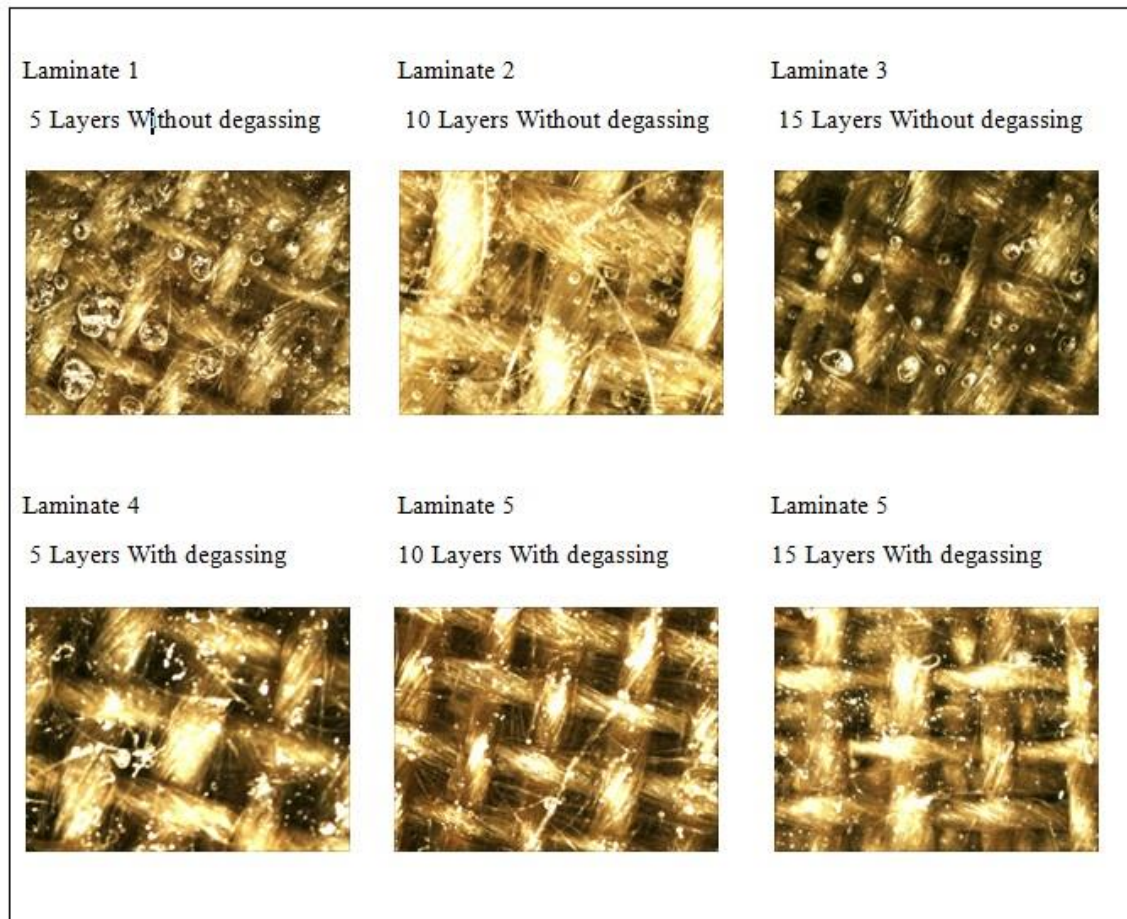 Laminate 1
5 Layers Without degassing
Laminate 2
10 Layers Without degassing
Laminate 3
15 Layers Without degassing
Laminate 4
5 Layers With degassing
Laminate 5
10 Layers With degassing
Laminate 5
15 Layers With degassing